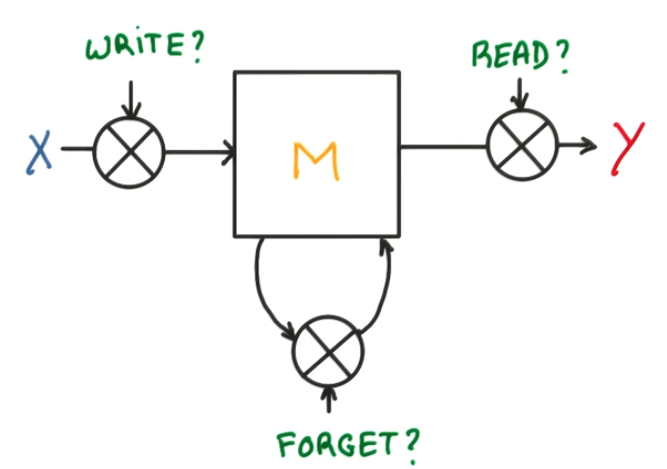 WRITE?
READ?
X
M
Y
FORGET?